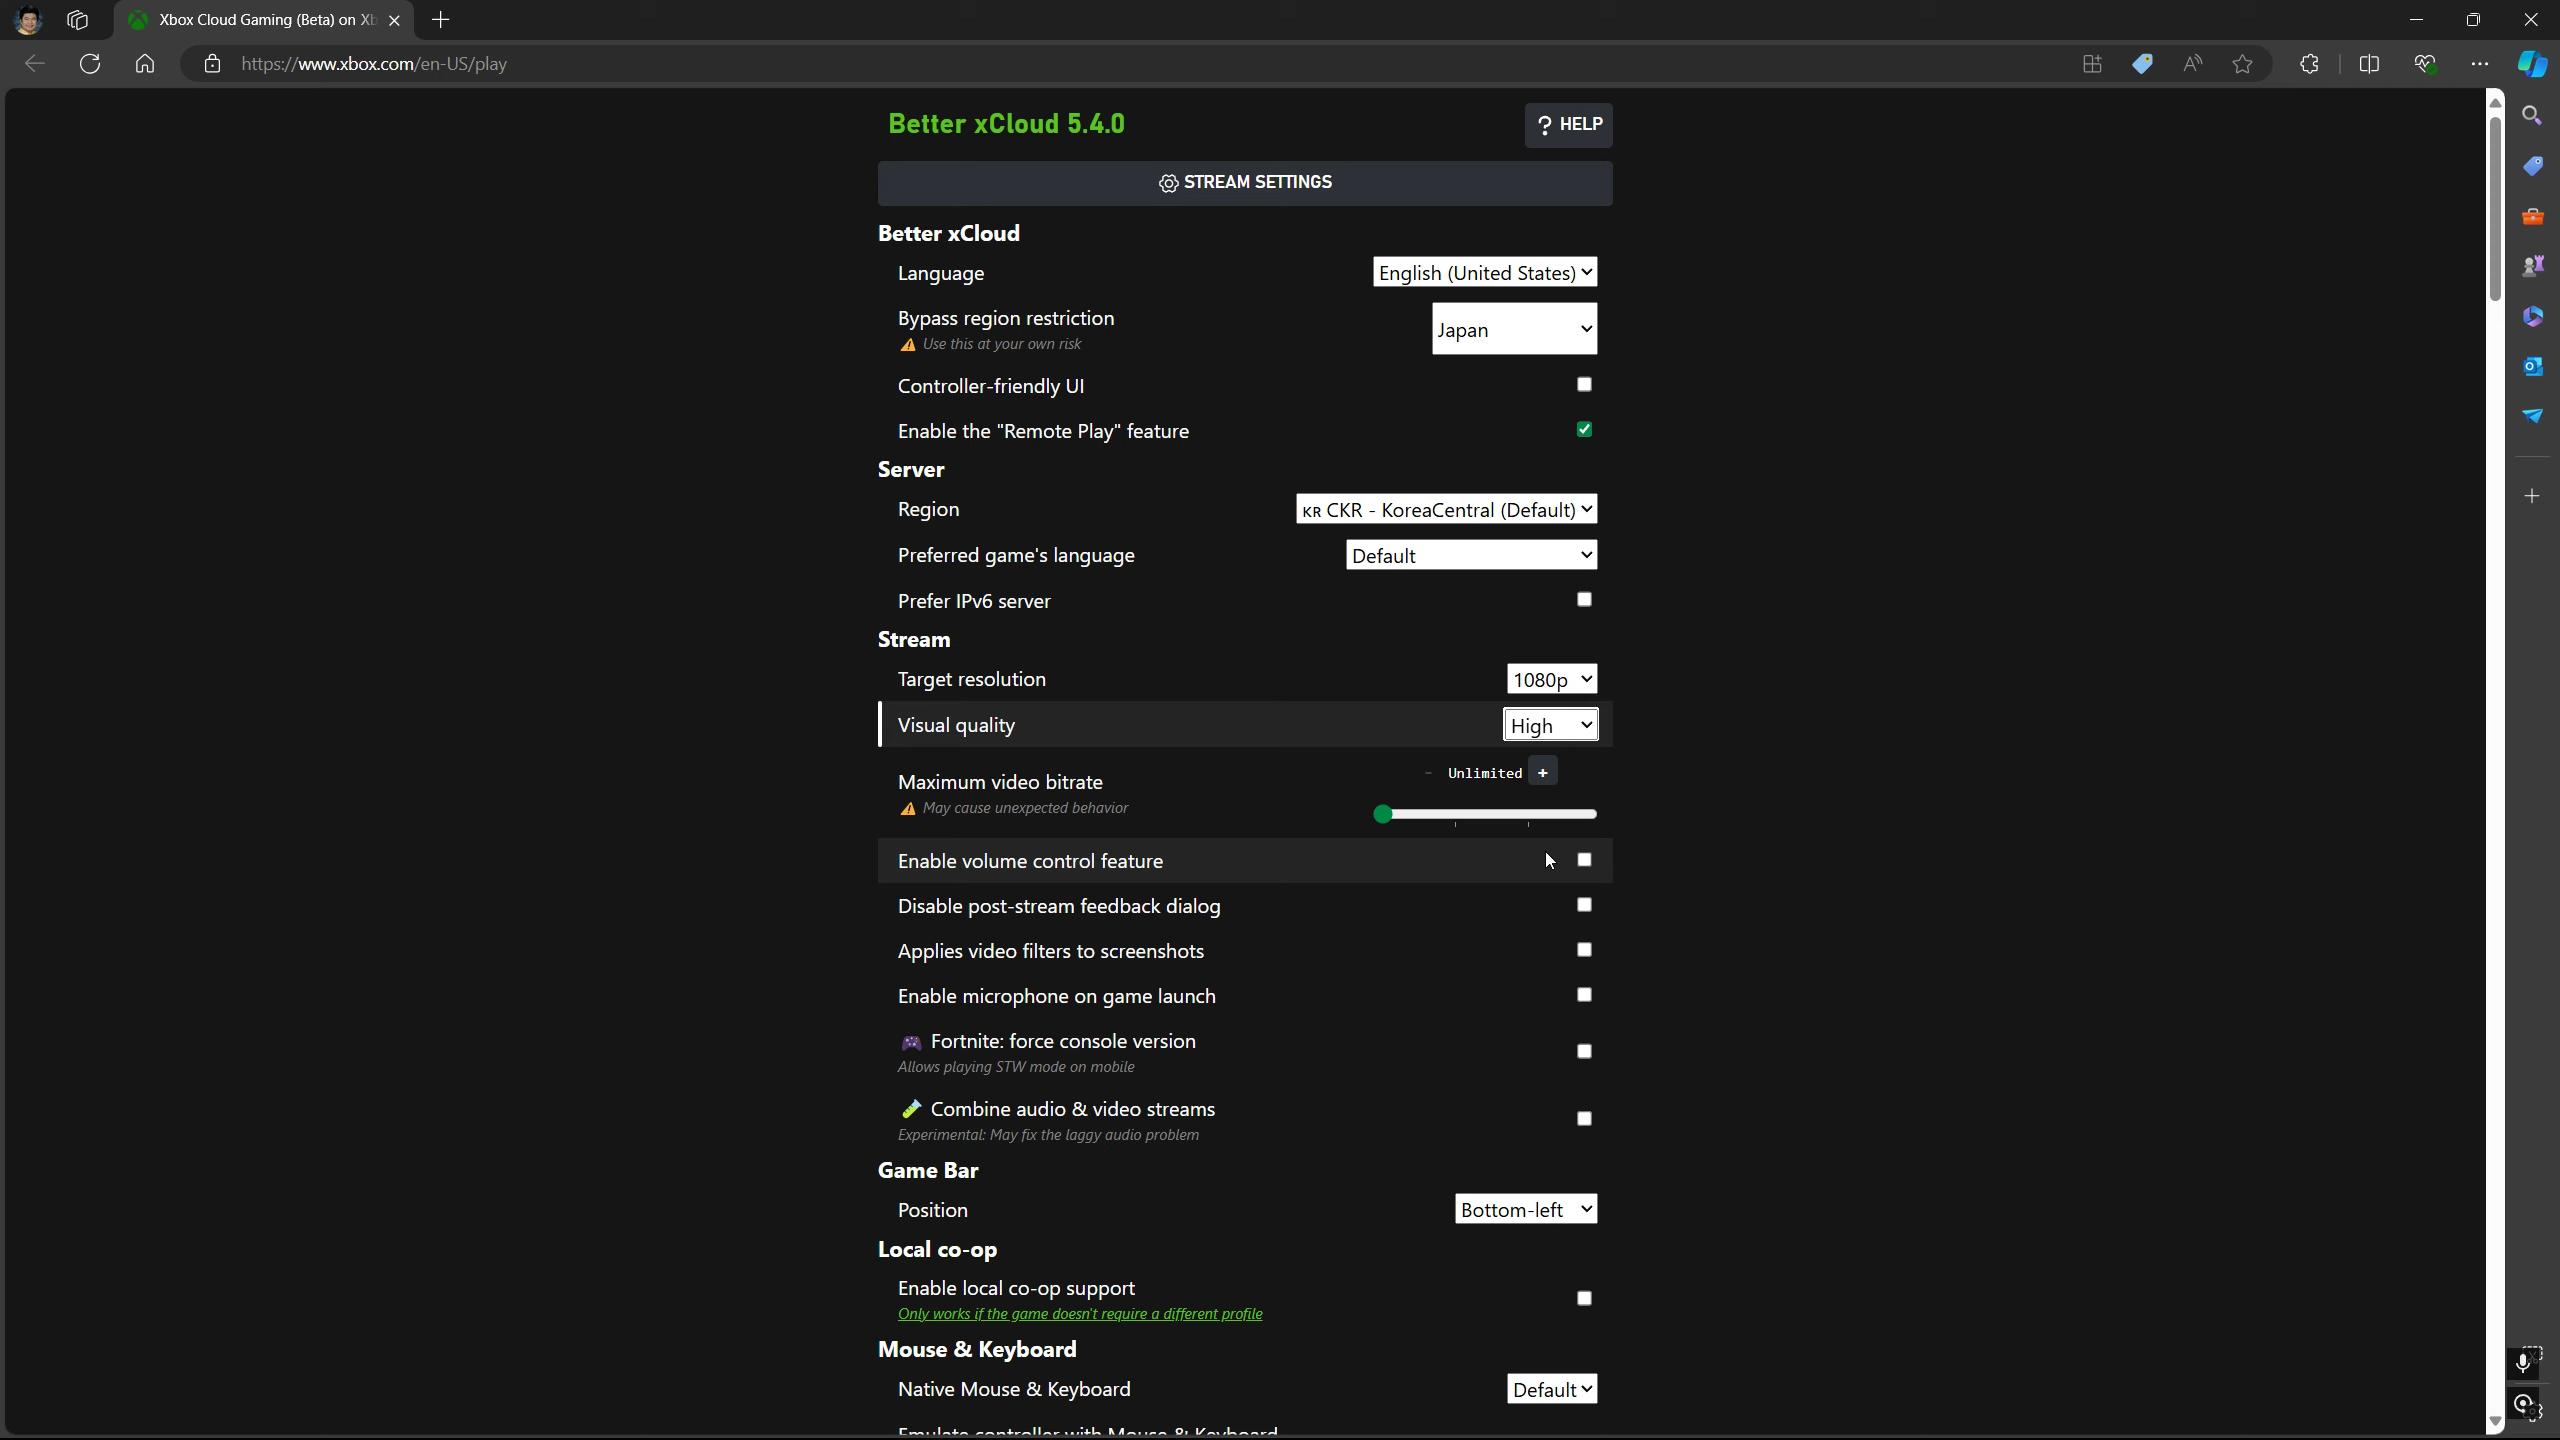 Xbox Cloud Gaming (Beta) on Xb
https://www.xbox.com/en-US/play
Better xCloud 5.4.0
? HELP
STREAM SETTINGS
Better xCloud
Language
English (United States)
Bypass region restriction
⚠ Use this at your own risk
Japan
Controller-friendly UI
Enable the "Remote Play" feature
Server
Region
KR CKR - KoreaCentral (Default)
Preferred game's language
Default
Prefer IPv6 server
Stream
Target resolution
1080p
Visual quality
High
Maximum video bitrate
⚠ May cause unexpected behavior
- Unlimited +
Enable volume control feature
Disable post-stream feedback dialog
Applies video filters to screenshots
Enable microphone on game launch
🎮 Fortnite: force console version
Allows playing STW mode on mobile
🧪 Combine audio & video streams
Experimental: May fix the laggy audio problem
Game Bar
Position
Bottom-left
Local co-op
Enable local co-op support
Only works if the game doesn't require a different profile
Mouse & Keyboard
Native Mouse & Keyboard
Default
Emulate controller with Mouse & Keyboard